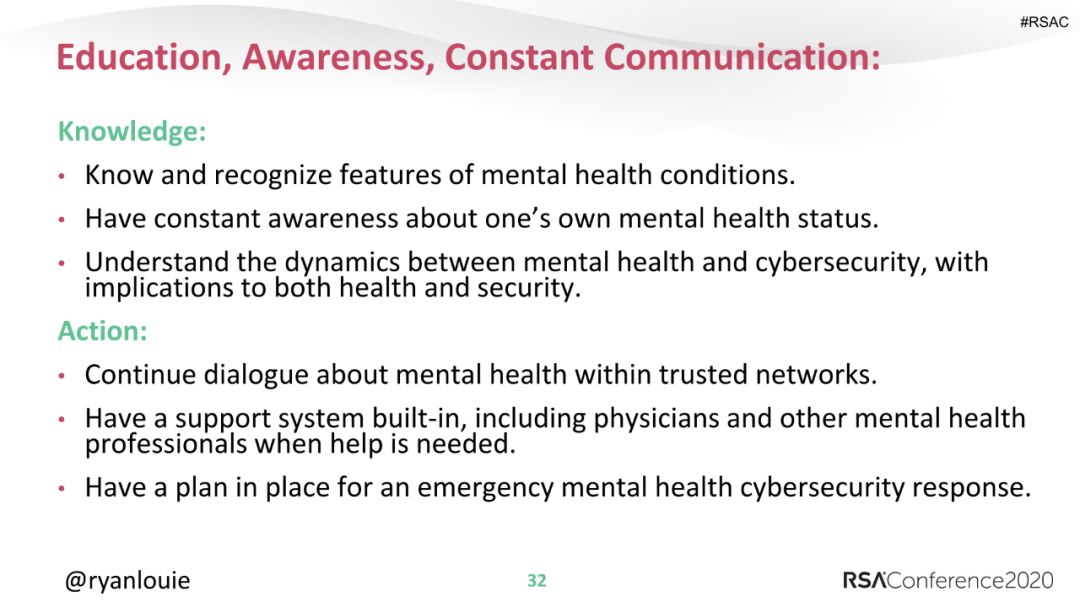 #RSAC
Education, Awareness, Constant Communication:
Knowledge:
• Know and recognize features of mental health conditions.
• Have constant awareness about one’s own mental health status.
• Understand the dynamics between mental health and cybersecurity, with
implications to both health and security.
Action:
• Continue dialogue about mental health within trusted networks.
• Have a support system built-in, including physicians and other mental health
professionals when help is needed.
• Have a plan in place for an emergency mental health cybersecurity response.
@ryanlouie
32
RSAConference2020